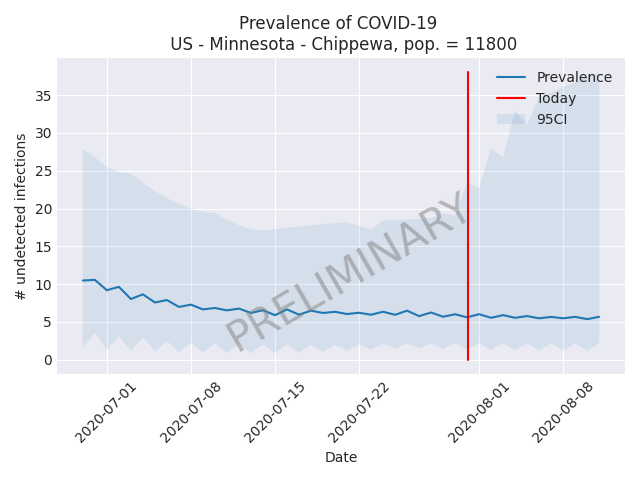 Prevalence of COVID-19
US - Minnesota - Chippewa, pop. = 11800
Prevalence
Today
95CI
PRELIMINARY
# undetected infections
35
30
25
20
15
10
5
0
2020-07-01
2020-07-08
2020-07-15
2020-07-22
2020-08-01
2020-08-08
Date